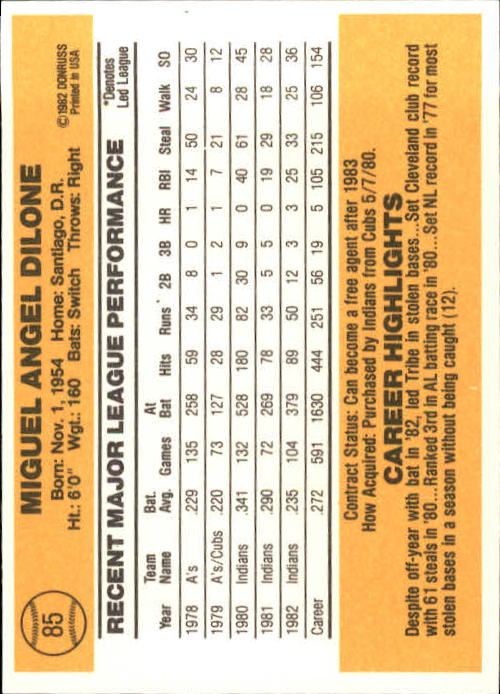 85
MIGUEL ANGEL DILONE
©1982 DONRUSS
Printed in USA
Born: Nov. 1, 1954 Home: Santiago, D.R.
Ht.: 6'0" Wgt.: 160 Bats: Switch Throws: Right
RECENT MAJOR LEAGUE PERFORMANCE
*Denotes
Led League
Year Team Name Bat. Avg. Games At Bat Hits Runs 2B 3B HR RBI Steal Walk SO
1978 A's .229 135 258 59 34 8 0 1 14 50 24 30
1979 A's/Cubs .220 73 127 28 29 1 2 1 7 21 8 12
1980 Indians .341 132 528 180 82 30 9 0 40 61 28 45
1981 Indians .290 72 269 78 33 5 5 0 19 29 18 28
1982 Indians .235 104 379 89 50 12 3 3 25 33 25 36
Career .272 591 1630 444 251 56 19 5 105 215 106 154
Contract Status: Can become a free agent after 1983
How Acquired: Purchased by Indians from Cubs 5/7/80.
CAREER HIGHLIGHTS
Despite off-year with bat in '82, led Tribe in stolen bases...Set Cleveland club record
with 61 steals in '80...Ranked 3rd in AL batting race in '80...Set NL record in '77 for most
stolen bases in a season without being caught (12).